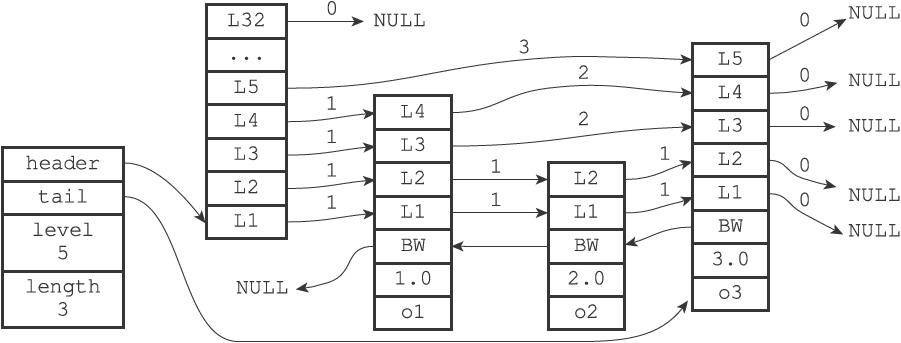 header
tail
level
5
length
3
L32
...
L5
L4
L3
L2
L1
0
NULL
3
1
1
1
1
L4
L3
L2
L1
BW
1.0
o1
NULL
2
2
1
1
L2
L1
BW
2.0
o2
1
1
L5
L4
L3
L2
L1
BW
3.0
o3
0
NULL
0
NULL
0
NULL
0
NULL
0
NULL